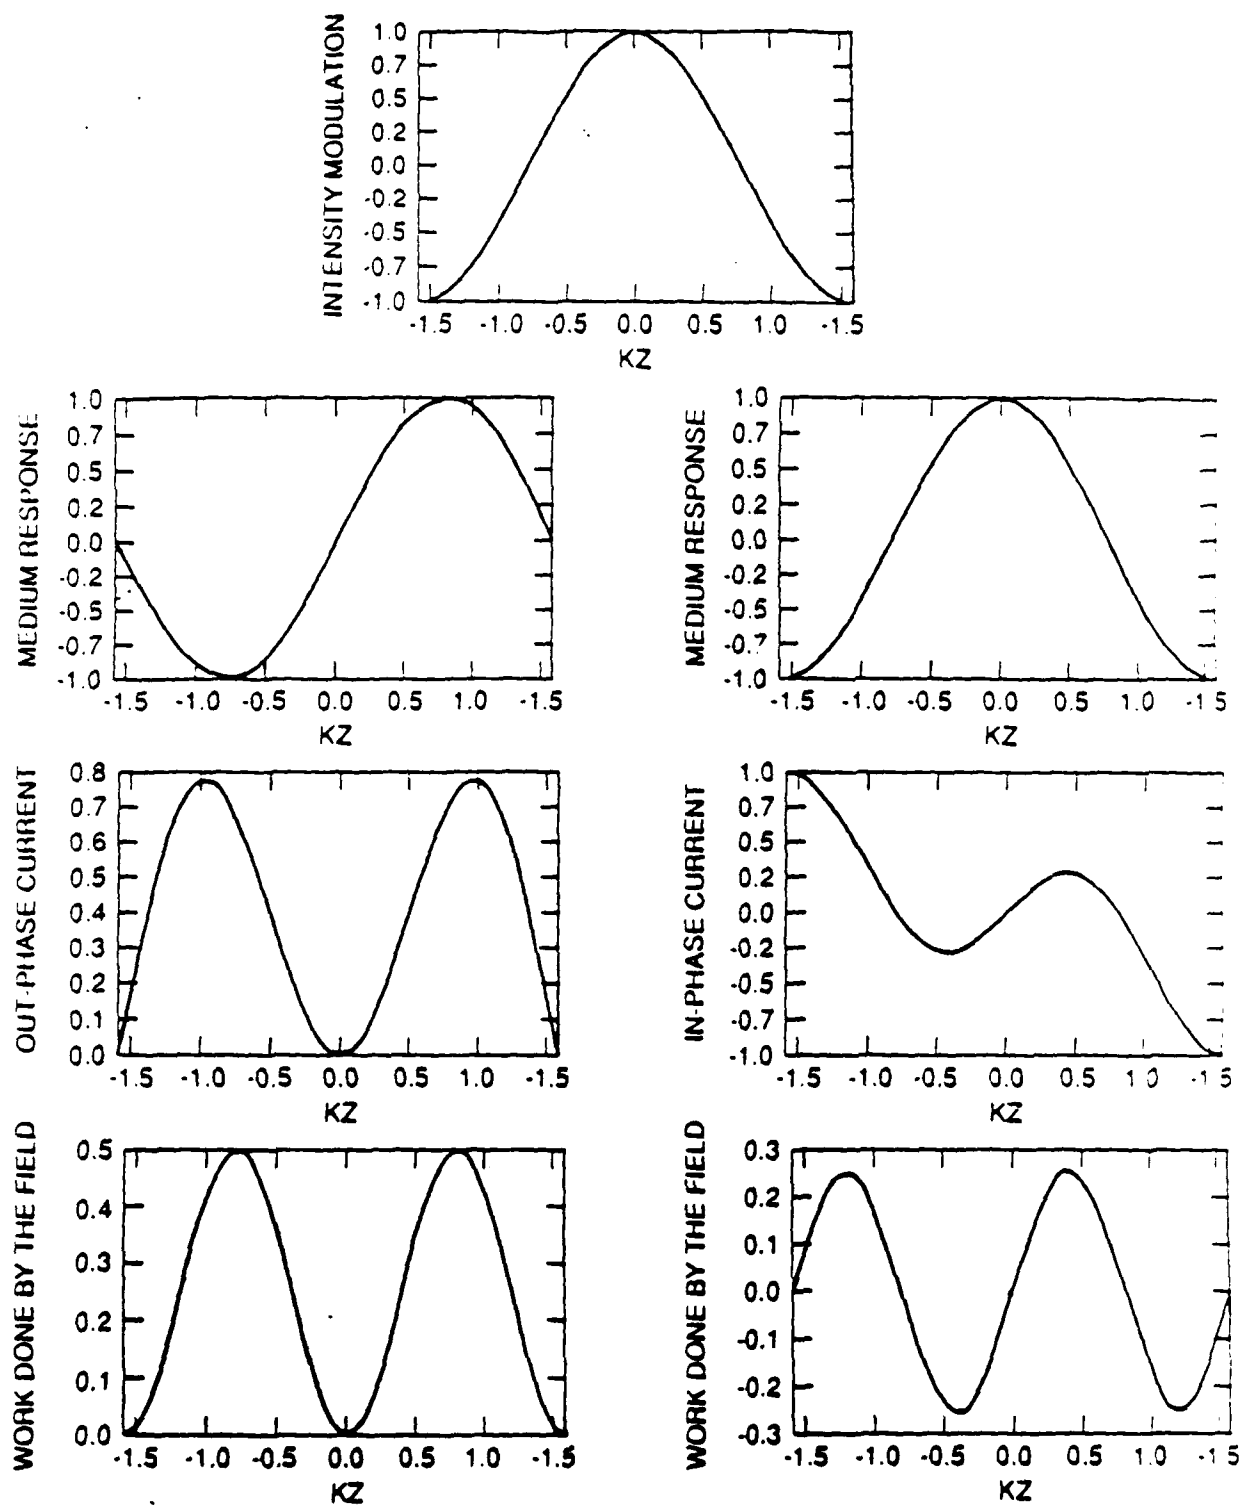 INTENSITY MODULATION
1.0
0.7
0.5
0.2
0.0
-0.2
-0.5
-0.7
-1.0
-1.5 -1.0 -0.5 0.0 0.5 1.0 -1.5
KZ
MEDIUM RESPONSE
1.0
0.7
0.5
0.2
0.0
-0.2
-0.5
-0.7
-1.0
-1.5 -1.0 -0.5 0.0 0.5 1.0 -1.5
KZ
MEDIUM RESPONSE
1.0
0.7
0.5
0.2
0.0
-0.2
-0.5
-0.7
-1.0
-1.5 -1.0 -0.5 0.0 0.5 1.0 -1 5
KZ
OUT-PHASE CURRENT
0.8
0.7
0.6
0.5
0.4
0.3
0.2
0.1
0.0
-1.5 -1.0 -0.5 0.0 0.5 1.0 -1.5
KZ
IN-PHASE CURRENT
1.0
0.7
0.5
0.2
0.0
-0.2
-0.5
-0.7
-1.0
-1.5 -1.0 -0.5 0.0 0.5 1 0 -1 5
KZ
WORK DONE BY THE FIELD
0.5
0.4
0.3
0.2
0.1
0.0
-1.5 -1.0 -0.5 0.0 0.5 1.0 -1.5
KZ
WORK DONE BY THE FIELD
0.3
0.2
0.1
0.0
-0.1
-0.2
-0.3
-1.5 -1.0 -0.5 0.0 0.5 1.0 -1.5
KZ